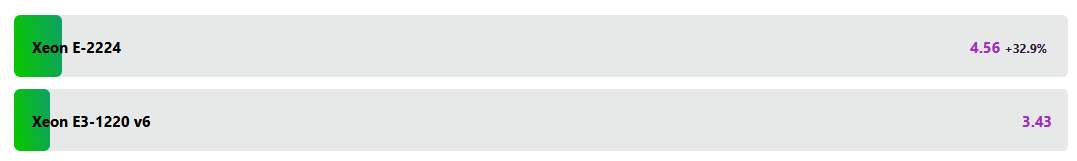 Xeon E-2224 4.56 +32.9%
Xeon E3-1220 v6 3.43